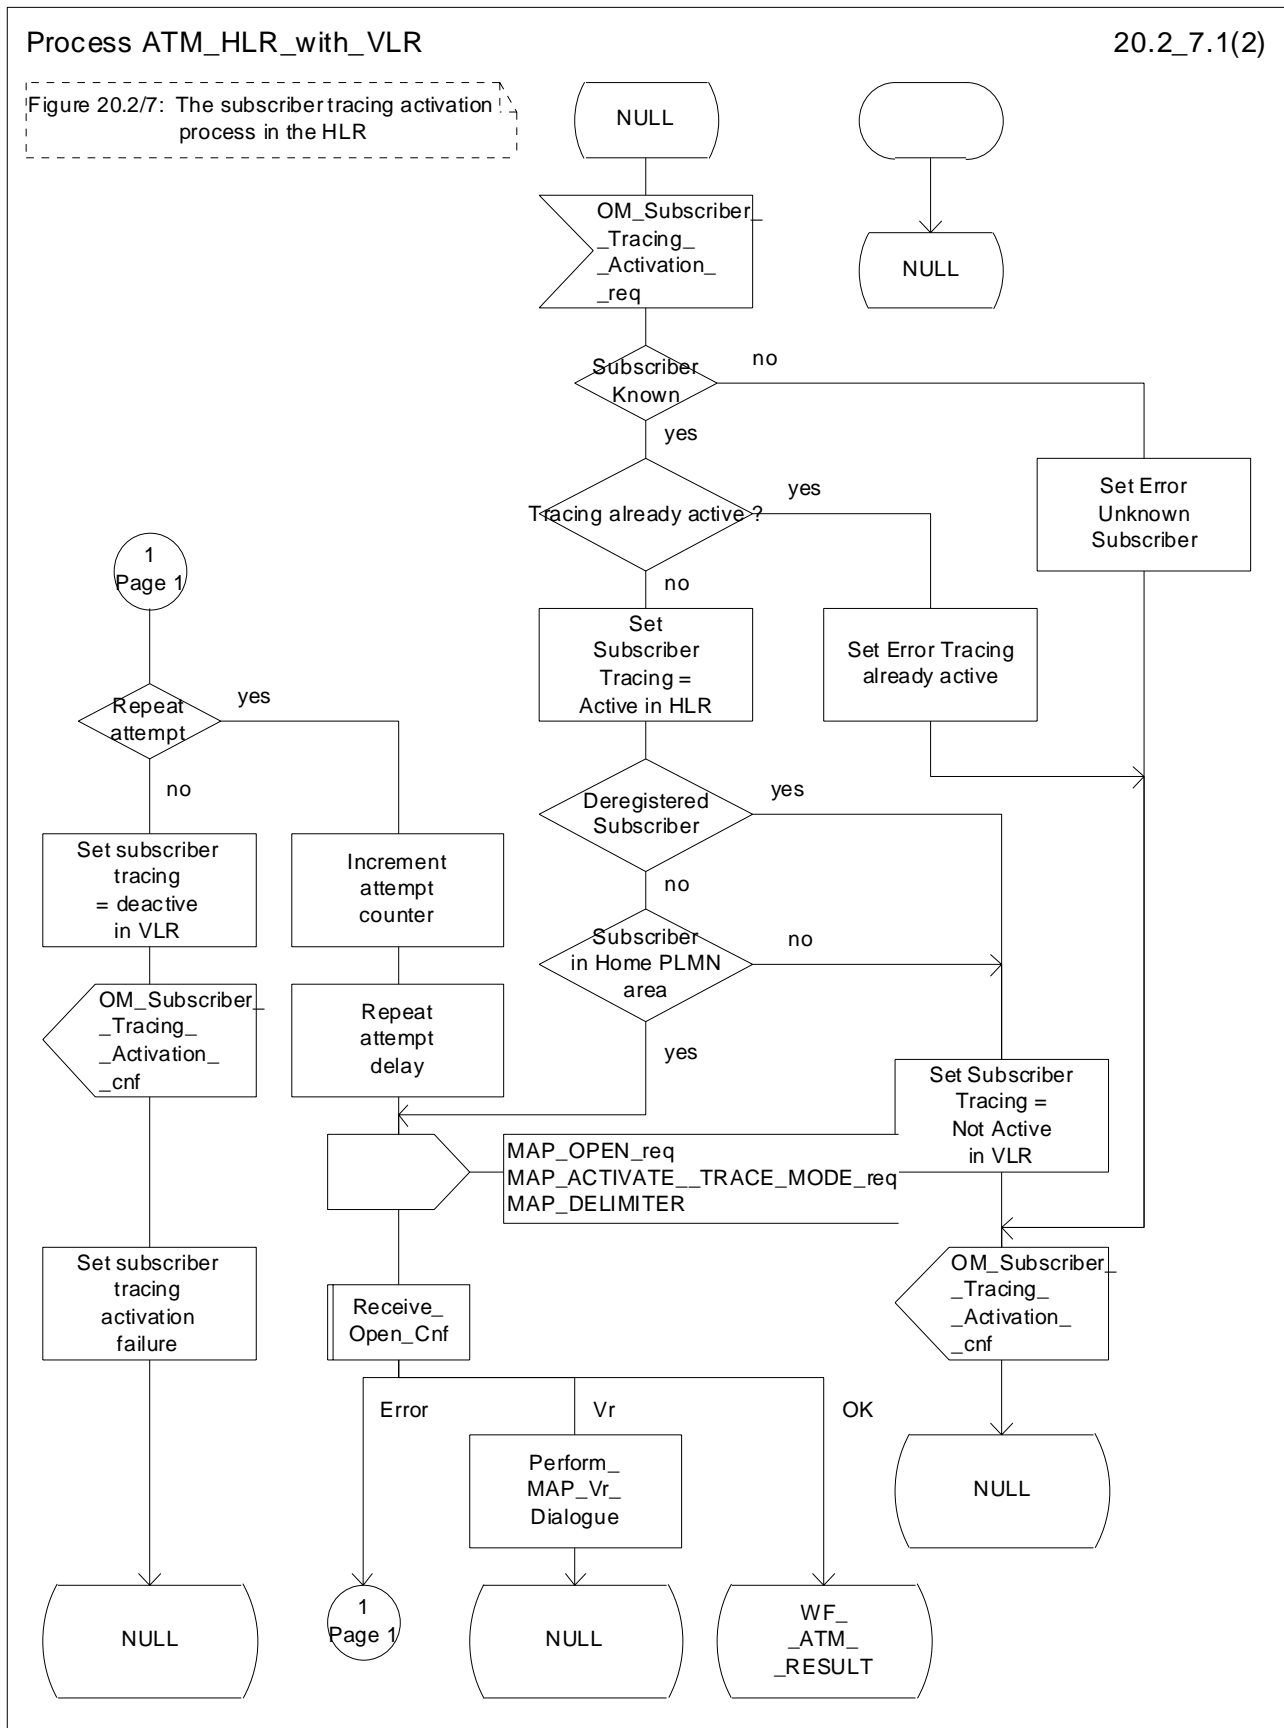 Process ATM_HLR_with_VLR
20.2_7.1(2)
Figure 20.2/7: The subscriber tracing activation
process in the HLR
NULL
OM_Subscriber_
_Tracing_
_Activation_
_req
NULL
Subscriber
Known
no
yes
Tracing already active ?
yes
no
Set Error
Unknown
Subscriber
1
Page 1
Set
Subscriber
Tracing =
Active in HLR
Set Error Tracing
already active
Repeat
attempt
yes
no
Deregistered
Subscriber
yes
no
Set subscriber
tracing
= deactive
in VLR
Increment
attempt
counter
Subscriber
in Home PLMN
area
no
yes
OM_Subscriber_
_Tracing_
_Activation_
_cnf
Repeat
attempt
delay
Set Subscriber
Tracing =
Not Active
in VLR
MAP_OPEN_req
MAP_ACTIVATE__TRACE_MODE_req
MAP_DELIMITER
Set subscriber
tracing
activation
failure
Receive_
Open_Cnf
OM_Subscriber_
_Tracing_
_Activation_
_cnf
Error
Vr
OK
Perform_
MAP_Vr_
Dialogue
NULL
NULL
1
Page 1
NULL
WF_
_ATM_
_RESULT